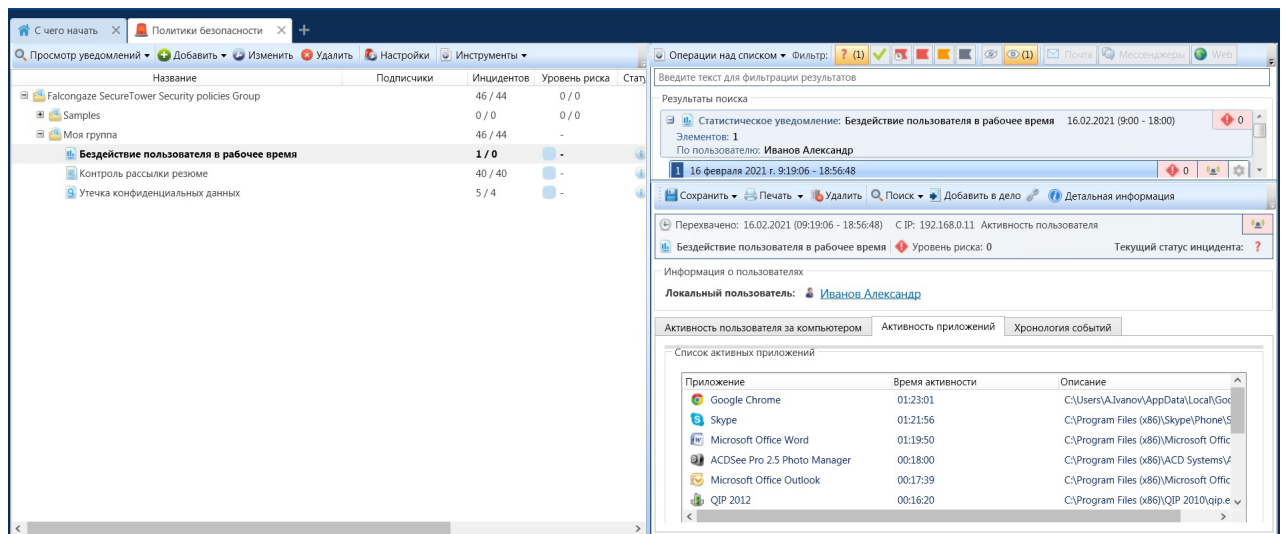 С чего начать
Политики безопасности
Просмотр уведомлений Добавить Изменить Удалить Настройки Инструменты
Название Подписчики Инцидентов Уровень риска Стату
Falcongaze SecureTower Security policies Group 46 / 44 0 / 0
Samples 0 / 0 0 / 0
Моя группа 46 / 44 -
Бездействие пользователя в рабочее время 1 / 0 -
Контроль рассылки резюме 40 / 40 -
Утечка конфиденциальных данных 5 / 4 -
Операции над списком Фильтр: ? (1) (1) Почта Мессенджеры Web
Введите текст для фильтрации результатов
Результаты поиска
Статистическое уведомление: Бездействие пользователя в рабочее время 16.02.2021 (9:00 - 18:00) 0
Элементов: 1
По пользователю: Иванов Александр
1 16 февраля 2021 г. 9:19:06 - 18:56:48 0
Сохранить Печать Удалить Поиск Добавить в дело Детальная информация
Перехвачено: 16.02.2021 (09:19:06 - 18:56:48) С IP: 192.168.0.11 Активность пользователя
Бездействие пользователя в рабочее время Уровень риска: 0 Текущий статус инцидента: ?
Информация о пользователях
Локальный пользователь: Иванов Александр
Активность пользователя за компьютером Активность приложений Хронология событий
Список активных приложений
Приложение Время активности Описание
Google Chrome 01:23:01 C:\Users\A.Ivanov\AppData\Local\Goo
Skype 01:21:56 C:\Program Files (x86)\Skype\Phone\S
Microsoft Office Word 01:19:50 C:\Program Files (x86)\Microsoft Offic
ACDSee Pro 2.5 Photo Manager 00:18:00 C:\Program Files (x86)\ACD Systems\A
Microsoft Office Outlook 00:17:39 C:\Program Files (x86)\Microsoft Offic
QIP 2012 00:16:20 C:\Program Files (x86)\QIP 2010\qip.e